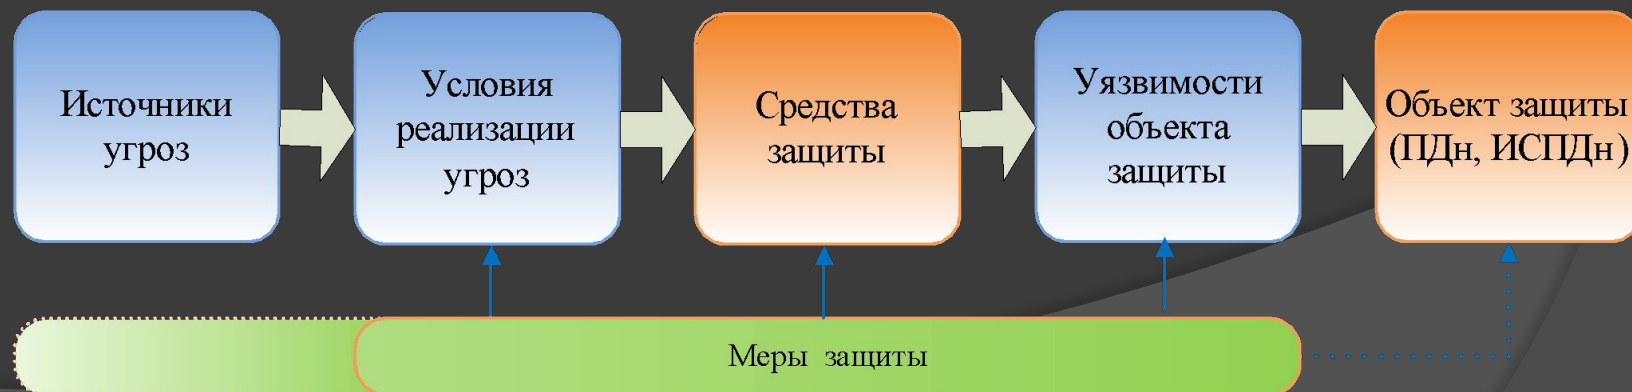 Источники
угроз
Условия
реализации
угроз
Средства
защиты
Уязвимости
объекта
защиты
Объект защиты
(ПДн, ИСПДн)
Меры защиты